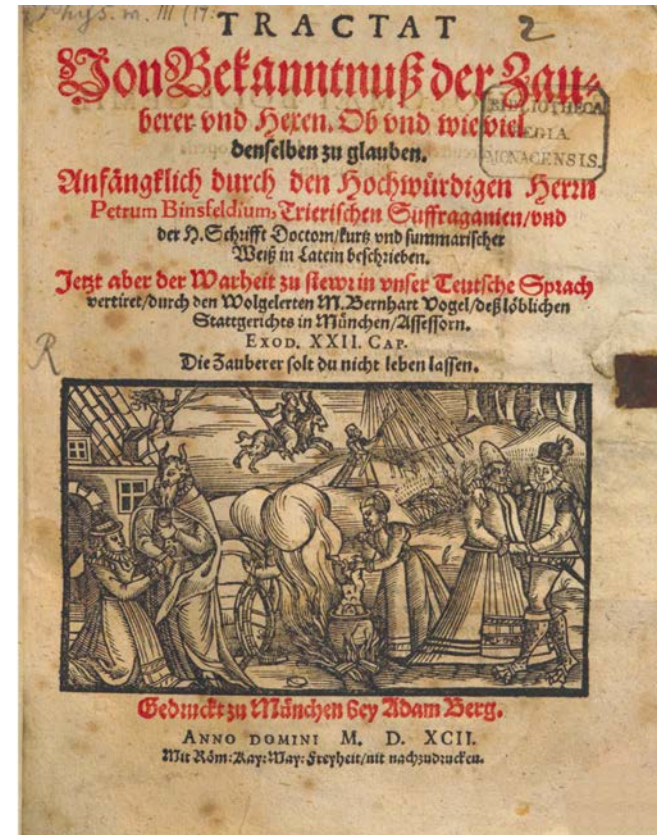 Phys. m. III (17.
2
TRACTAT
Von Bekanntnuß der Zau-
berer vnd Hexen. Ob vnd wie viel
denselben zu glauben.
BIBLIOTHECA
REGIA
MONACENSIS.
Anfängklich durch den Hochwürdigen Herrn
Petrum Binsfeldium, Trierischen Suffraganien/vnd
der H. Schrifft Doctorn/kurtz vnd summarischer
Weiß in Latein beschrieben.
Jetzt aber der Warheit zu stewr in vnser Teutsche Sprach
vertiret/durch den Wolgelerten M. Bernhart Vogel/deß löblichen
Stattgerichts in München/Assessorn.
EXOD. XXII. CAP.
Die Zauberer solt du nicht leben lassen.
R
Gedruckt zu München bey Adam Berg.
ANNO DOMINI M. D. XCII.
Mit Röm: Kay: May: Freyheit/nit nachzudrucken.